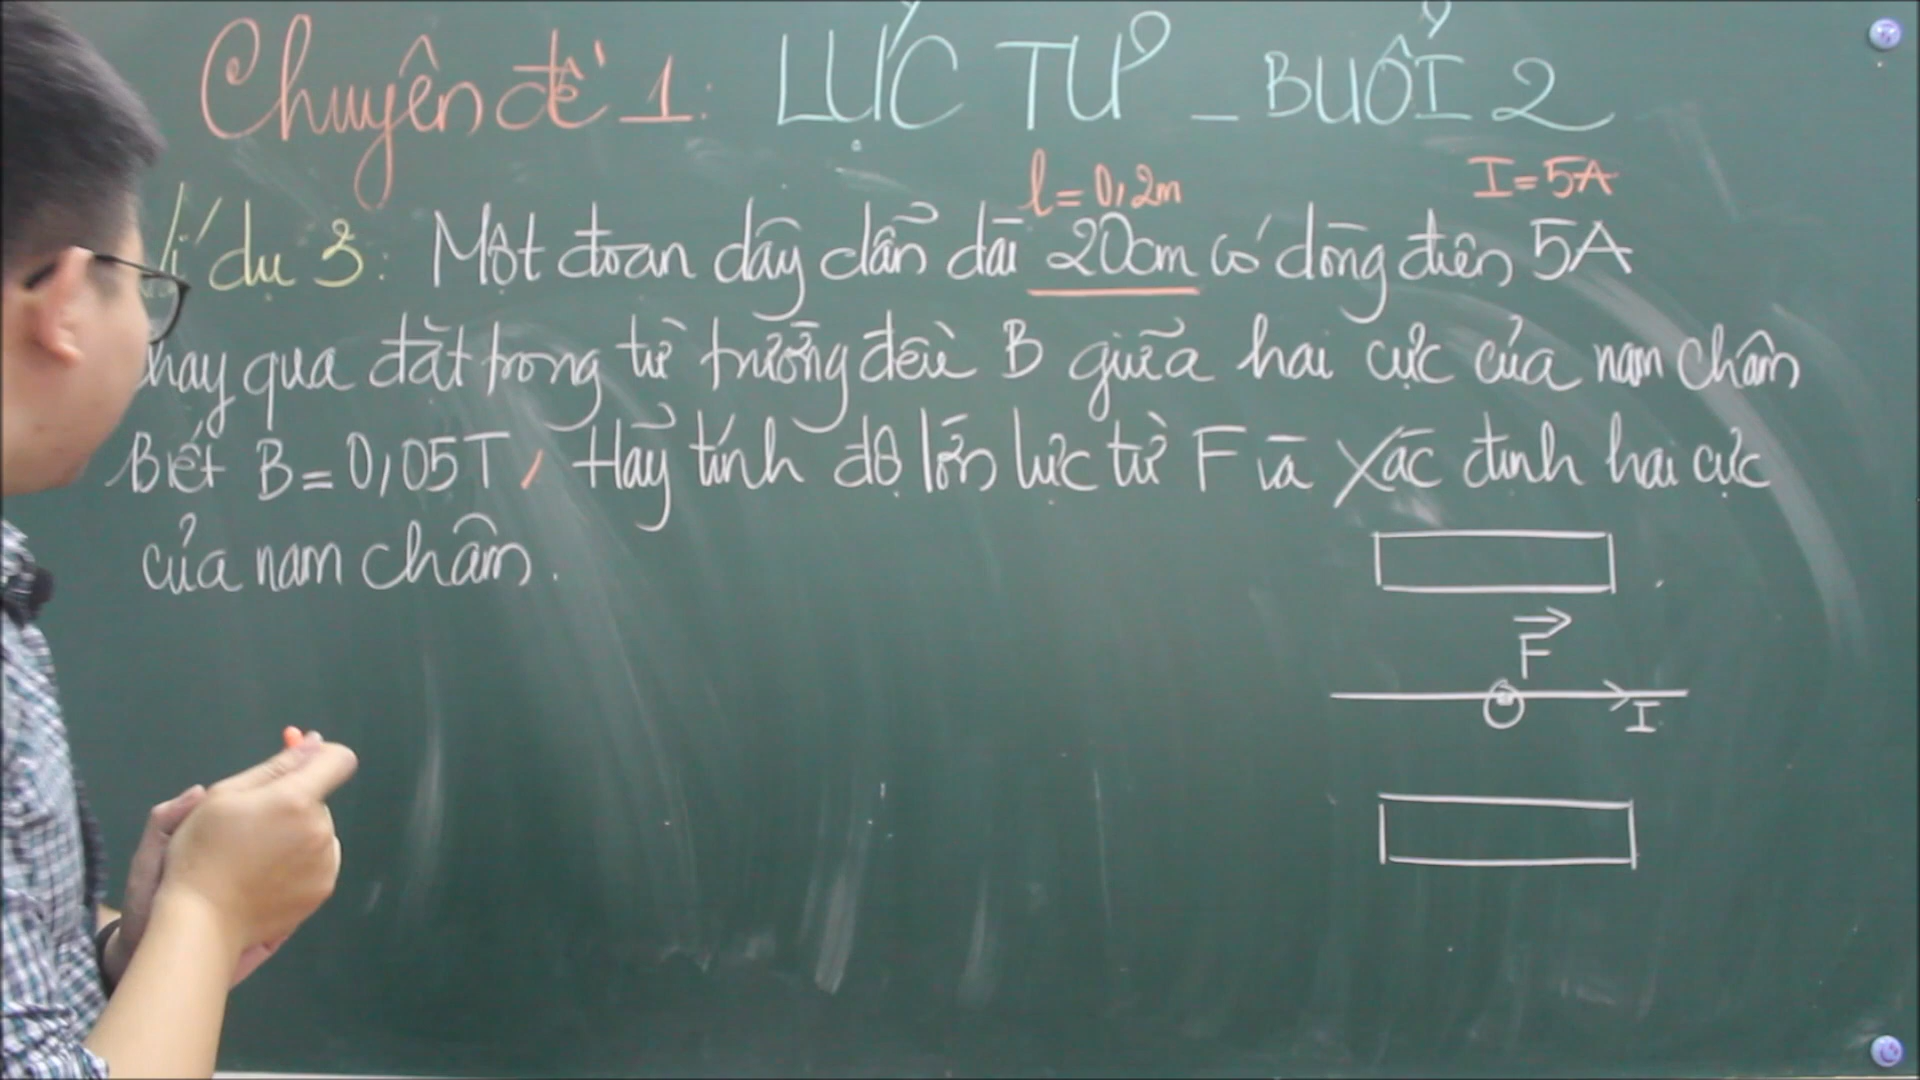 Chuyên đề 1: LỰC TỪ - BUỔI 2
l = 0,2m I = 5A
Ví dụ 3: Một đoạn dây dẫn dài 20cm có dòng điện 5A
chạy qua đặt trong từ trường đều B giữa hai cực của nam châm
Biết B = 0,05T, Hãy tính độ lớn lực từ F và xác định hai cực
của nam châm.
F
I